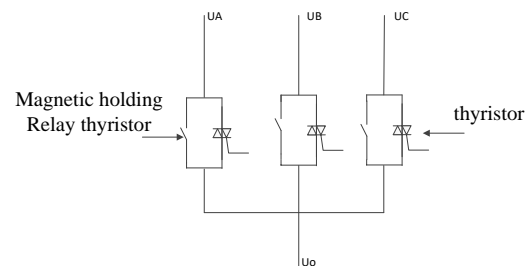 UA
UB
UC
Magnetic holding
Relay thyristor
thyristor
Uo